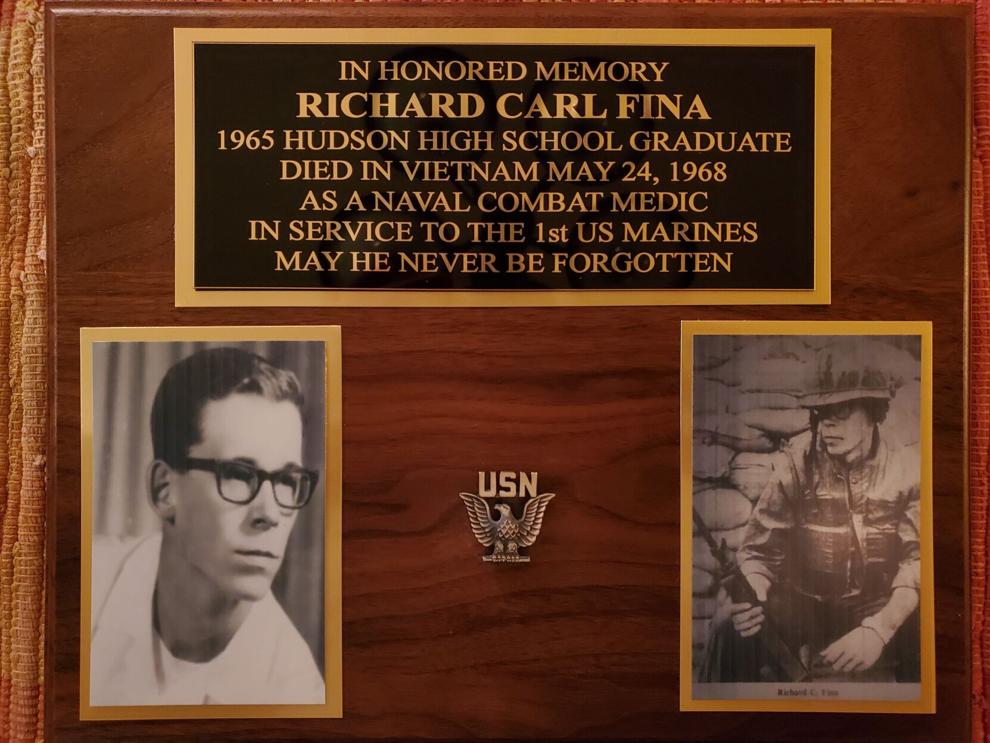 IN HONORED MEMORY
RICHARD CARL FINA
1965 HUDSON HIGH SCHOOL GRADUATE
DIED IN VIETNAM MAY 24, 1968
AS A NAVAL COMBAT MEDIC
IN SERVICE TO THE 1st US MARINES
MAY HE NEVER BE FORGOTTEN
USN
Richard C. Fina